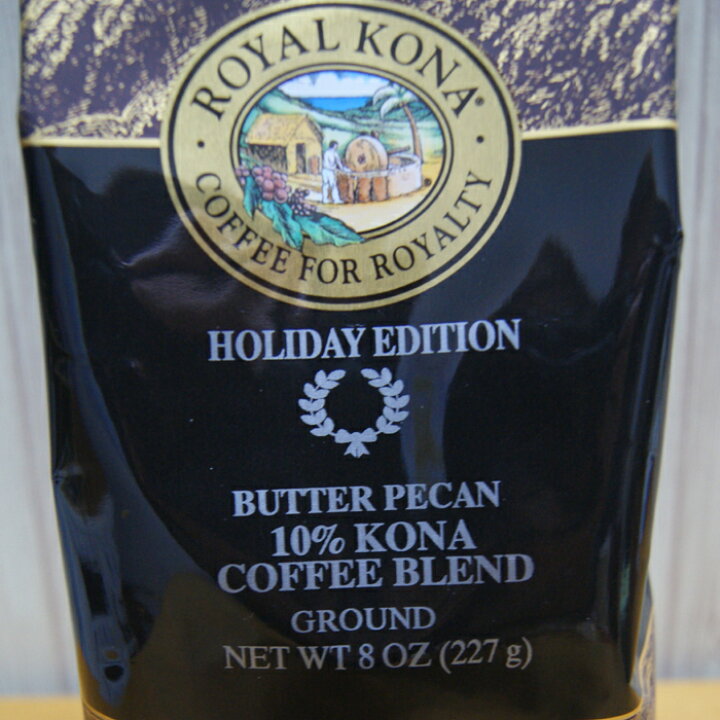 ROYAL KONA®
· COFFEE FOR ROYALTY ·
HOLIDAY EDITION
BUTTER PECAN
10% KONA
COFFEE BLEND
GROUND
NET WT 8 OZ (227 g)